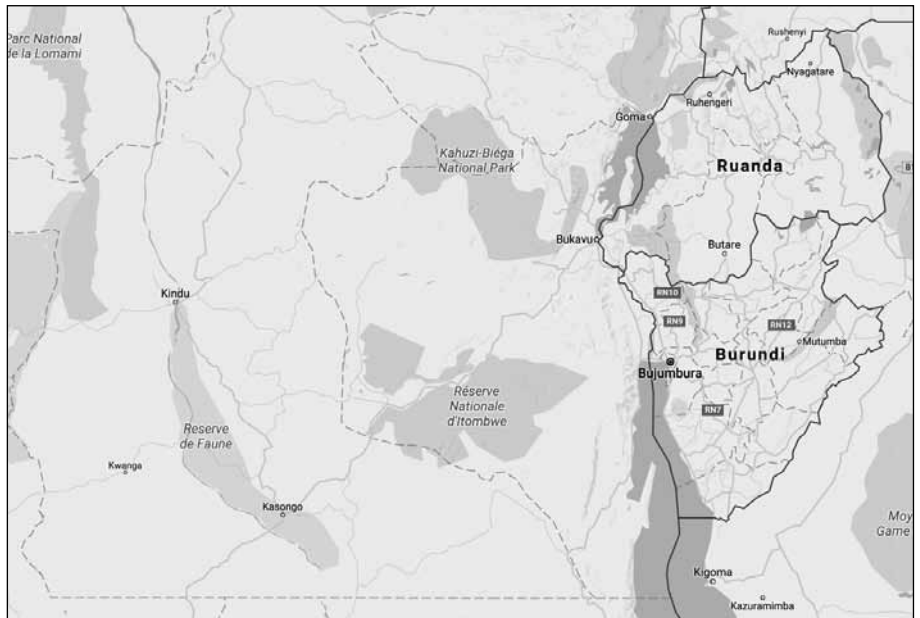 Parc National
de la Lomami
Rushenyi
Nyagatare
Ruhengeri
Goma
Kahuzi-Biéga
National Park
Ruanda
Bukavu
Butare
Kindu
RN10
RN9
RN12
Mutumba
Burundi
Bujumbura
Réserve
Nationale
d'Itombwe
RN7
Reserve
de Faune
Kwanga
Kasongo
Moy
Game
Kigoma
Kazuramimba